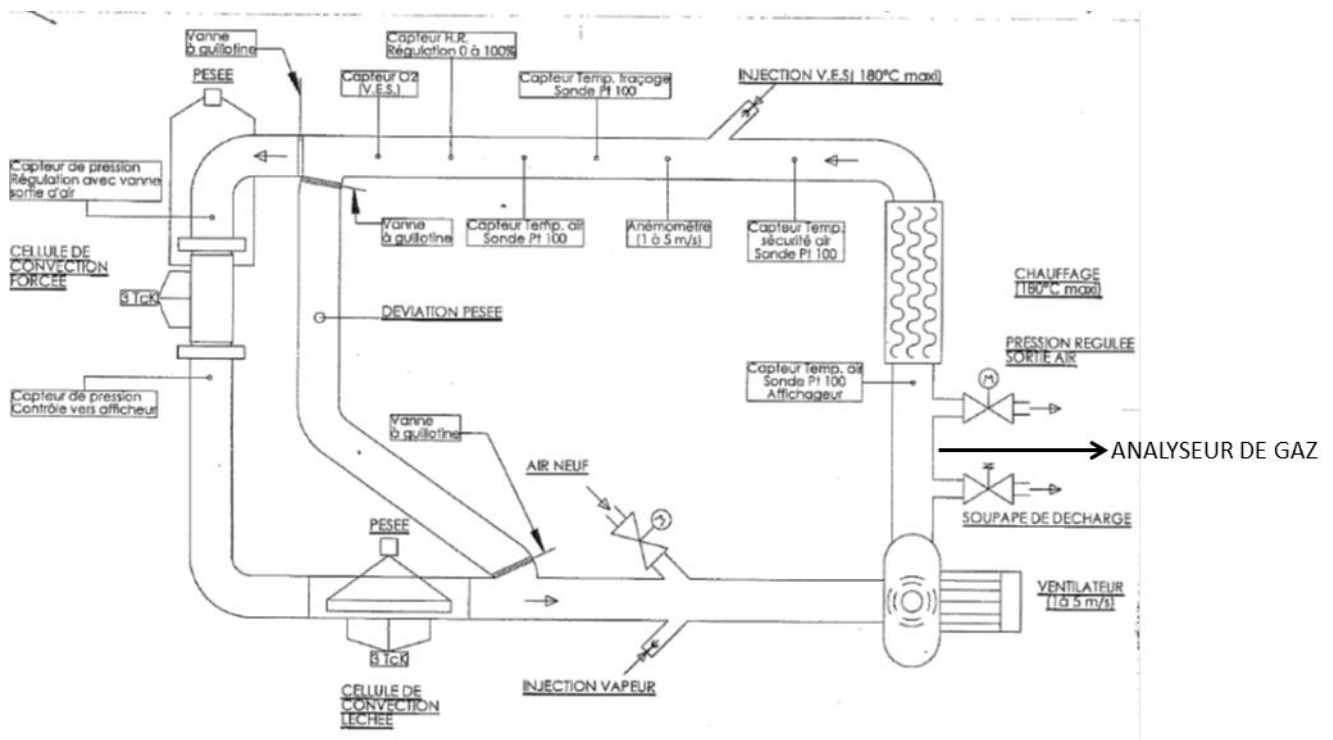 Vanne
à guillotine
PESEE
Capteur H.R.
Régulation 0 à 100%
Capteur O2
(V.E.S.)
Capteur Temp. traçage
Sonde Pt 100
INJECTION V.E.S( 180°C maxi)
Capteur de pression
Régulation avec vanne
sortie d'air
Vanne
à guillotine
Capteur Temp. air
Sonde Pt 100
Anémomètre
(1 à 5 m/s)
Capteur Temp.
sécurité air
Sonde Pt 100
CELLULE DE
CONVECTION
FORCEE
3 TcK
CHAUFFAGE
(180°C maxi)
DEVIATION PESEE
PRESSION REGULEE
SORTIE AIR
M
Capteur Temp. air
Sonde Pt 100
Affichageur
Capteur de pression
Contrôle vers afficheur
Vanne
à guillotine
ANALYSEUR DE GAZ
AIR NEUF
M
SOUPAPE DE DECHARGE
PESEE
VENTILATEUR
(1à 5 m/s)
3 TcK
INJECTION VAPEUR
CELLULE DE
CONVECTION
LECHEE